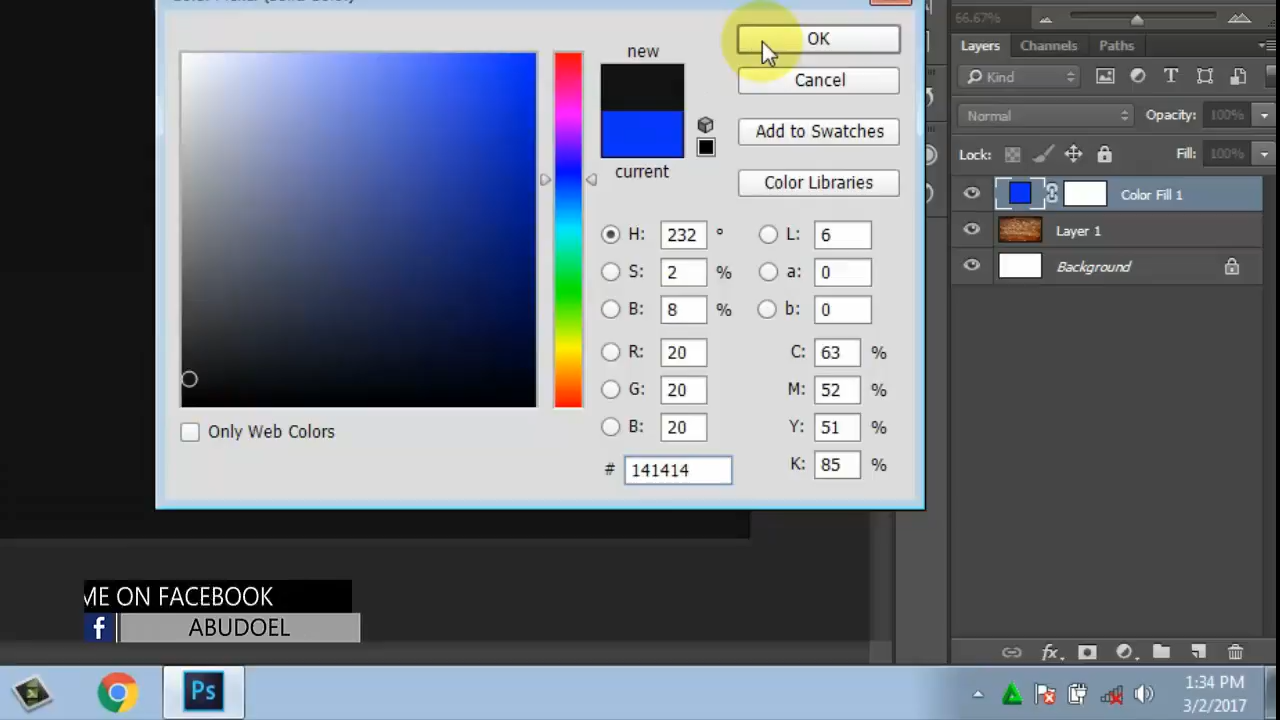 new
current
OK
Cancel
Add to Swatches
Color Libraries
H: 232 °
S: 2 %
B: 8 %
R: 20
G: 20
B: 20
# 141414
L: 6
a: 0
b: 0
C: 63 %
M: 52 %
Y: 51 %
K: 85 %
Only Web Colors
66.67%
Layers Channels Paths
Kind
Normal Opacity: 100%
Lock: Fill: 100%
Color Fill 1
Layer 1
Background
fx
ME ON FACEBOOK
f ABUDOEL
Ps
1:34 PM
3/2/2017